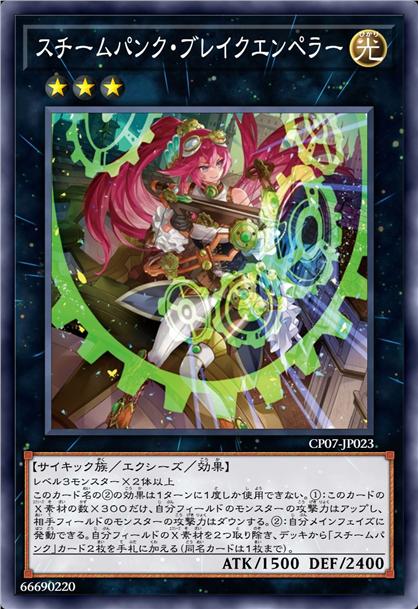 スチームパンク・ブレイクエンペラー
光
CP07-JP023
【サイキック族／エクシーズ／効果】
レベル3モンスター×2体以上
このカード名の②の効果は1ターンに1度しか使用できない。①：このカードの
X素材の数×300だけ、自分フィールドのモンスターの攻撃力はアップし、
相手フィールドのモンスターの攻撃力はダウンする。②：自分メインフェイズに
発動できる。自分フィールドのX素材を2つ取り除き、デッキから「スチームパ
ンク」カード2枚を手札に加える（同名カードは1枚まで）。
ATK/1500 DEF/2400
66690220